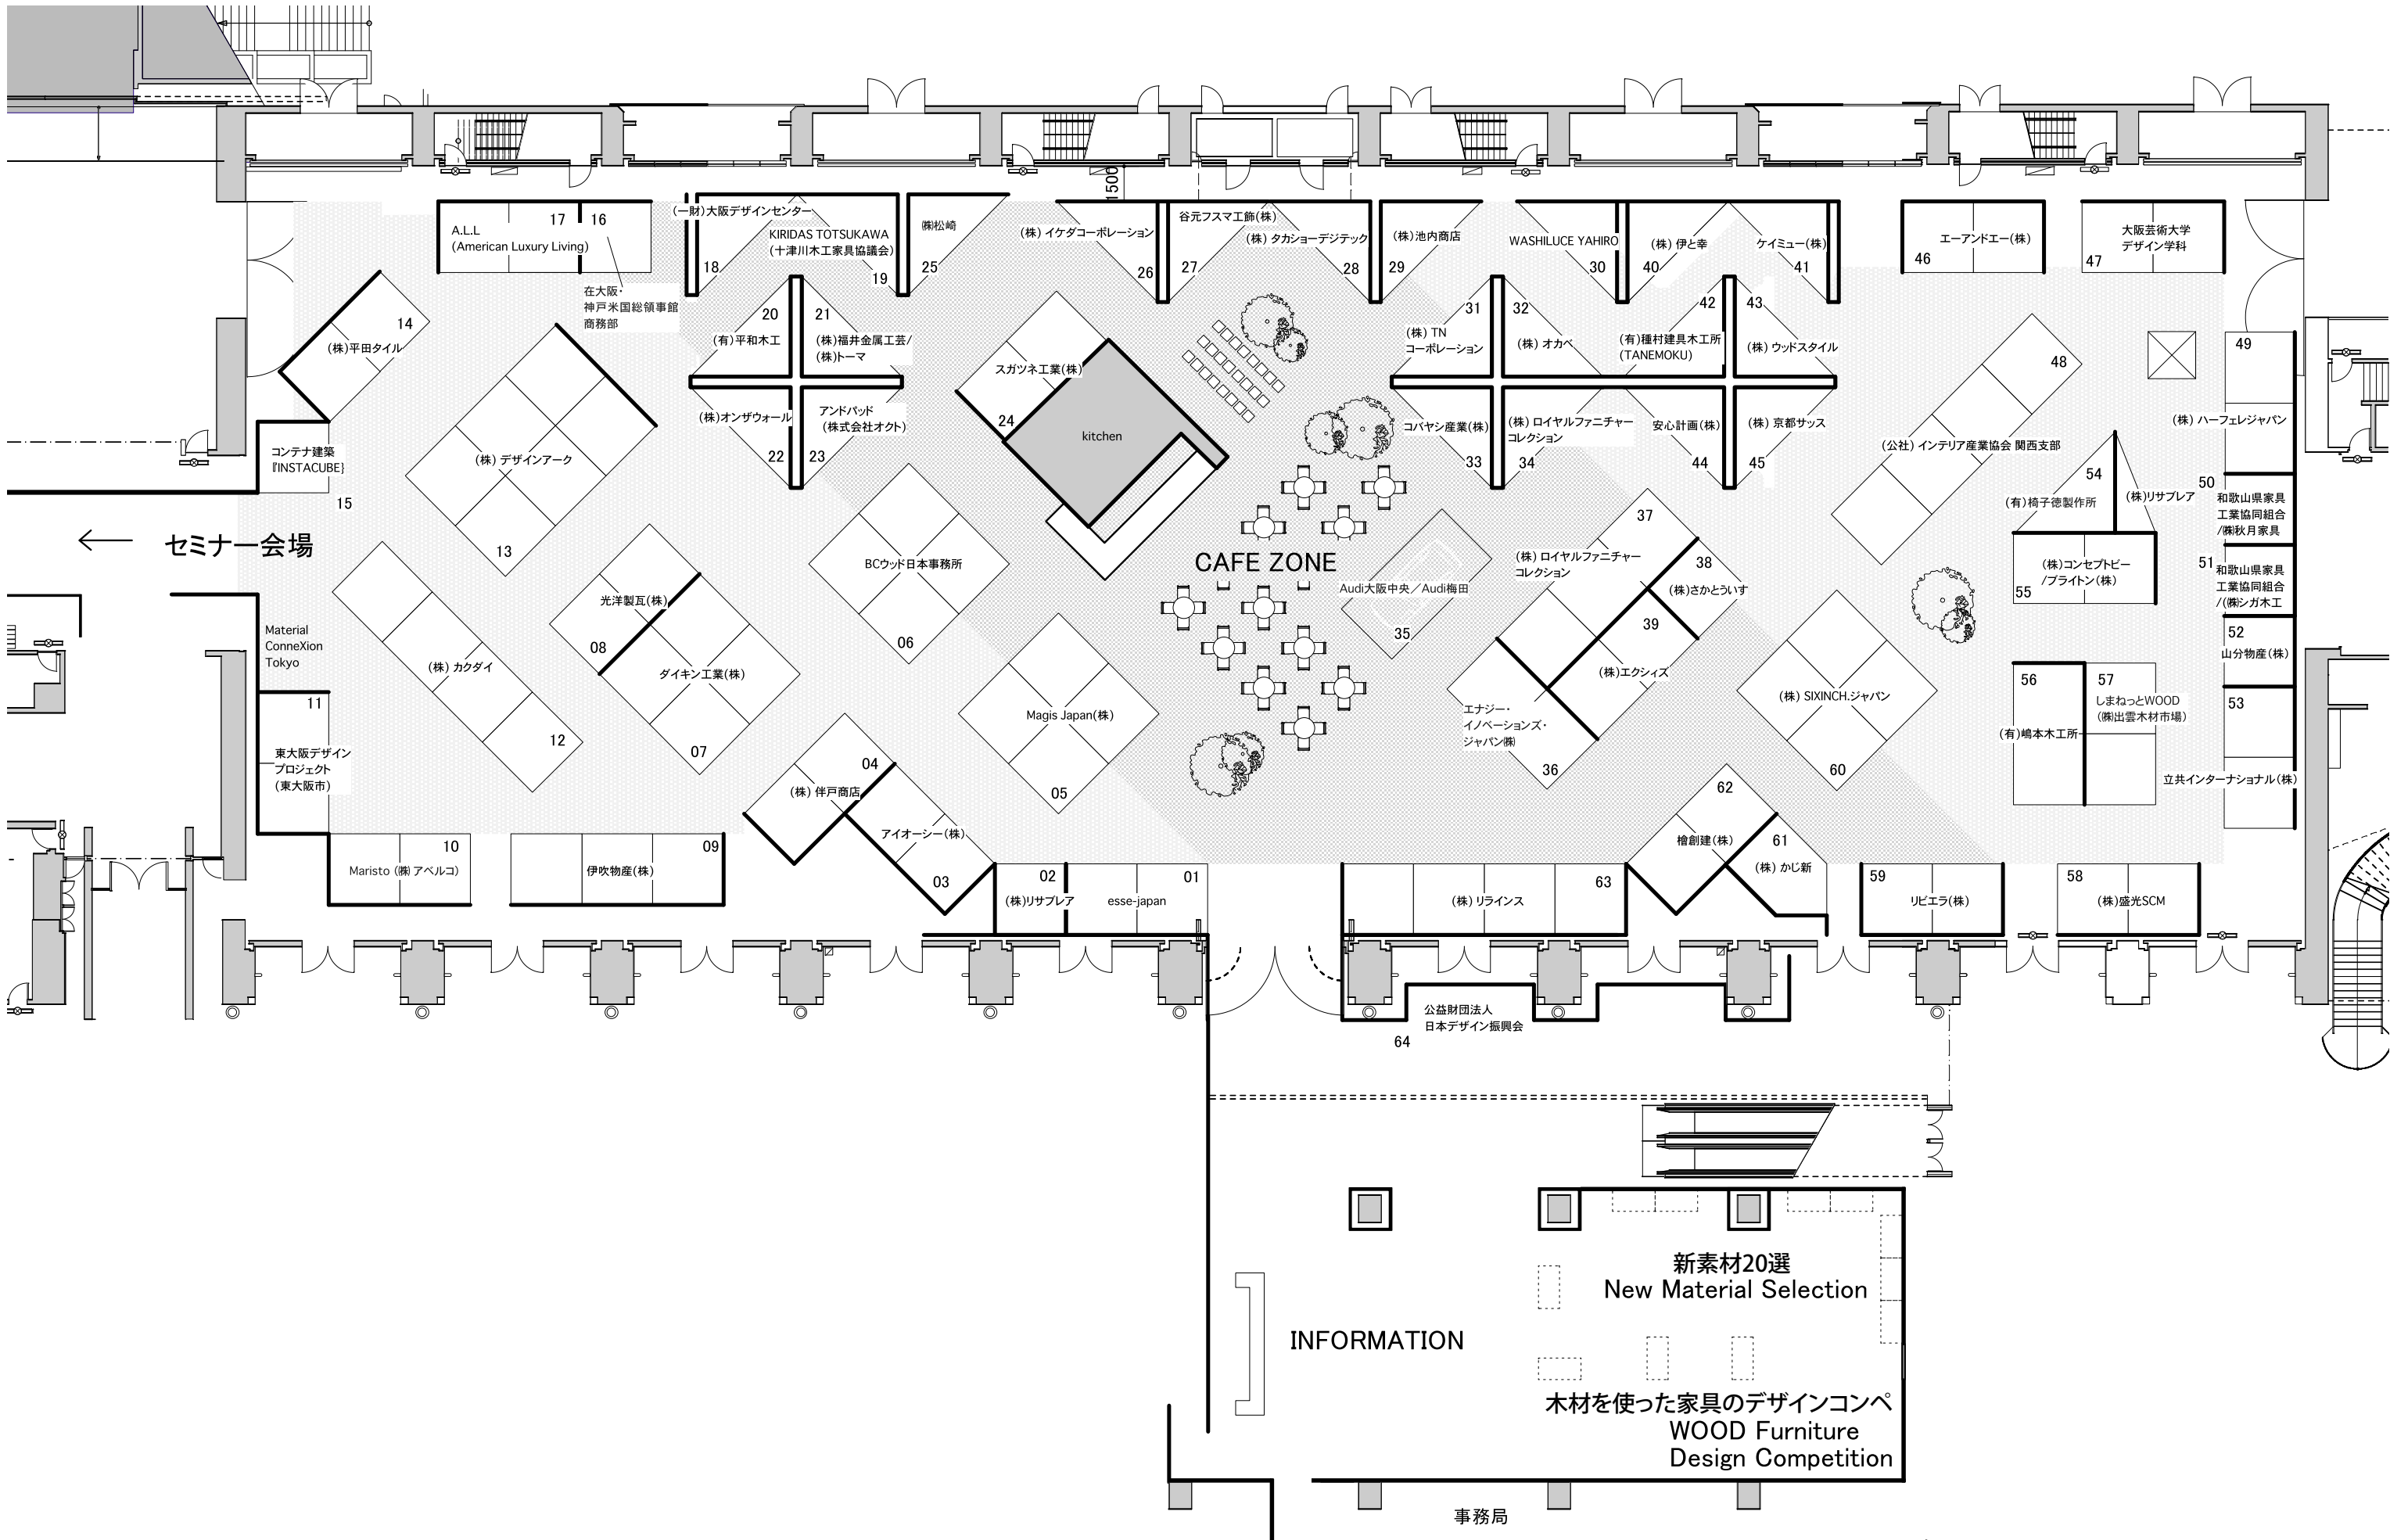 1500
A.L.L
(American Luxury Living)
17
16
在大阪・
神戸米国総領事館
商務部
(一財)大阪デザインセンター
18
KIRIDAS TOTSUKAWA
(十津川木工家具協議会)
19
㈱松崎
25
(株) イケダコーポレーション
26
谷元フスマ工飾(株)
27
(株) タカショーデジテック
28
(株)池内商店
29
WASHILUCE YAHIRO
30
(株) 伊と幸
40
ケイミュー(株)
41
エーアンドエー(株)
46
大阪芸術大学
デザイン学科
47
14
(株)平田タイル
コンテナ建築
『INSTACUBE}
15
20
(有)平和木工
21
(株)福井金属工芸/
(株)トーマ
(株)オンザウォール
22
アンドパッド
(株式会社オクト)
23
スガツネ工業(株)
24
kitchen
31
(株) TN
コーポレーション
32
(株) オカベ
42
(有)種村建具木工所
(TANEMOKU)
43
(株) ウッドスタイル
コバヤシ産業(株)
33
(株) ロイヤルファニチャー
コレクション
34
安心計画(株)
44
(株) 京都サッス
45
48
(公社) インテリア産業協会 関西支部
49
(株) ハーフェレジャパン
50
和歌山県家具
工業協同組合
/㈱秋月家具
51
和歌山県家具
工業協同組合
/(㈱シガ木工
52
山分物産(株)
53
立共インターナショナル(株)
54
(有)椅子徳製作所
(株)リサブレア
(株)コンセプトビー
/ブライトン(株)
55
56
(有)嶋本木工所
57
しまねっとWOOD
(㈱出雲木材市場)
← セミナー会場
(株) デザインアーク
13
Material
ConneXion
Tokyo
11
東大阪デザイン
プロジェクト
(東大阪市)
(株) カクダイ
12
光洋製瓦(株)
08
ダイキン工業(株)
07
BCウッド日本事務所
06
Magis Japan(株)
05
CAFE ZONE
Audi大阪中央／Audi梅田
35
37
(株) ロイヤルファニチャー
コレクション
38
(株)さかとういす
39
(株)エクシィズ
エナジー・
イノベーションズ・
ジャパン㈱
36
(株) SIXINCH.ジャパン
60
04
(株) 伴戸商店
アイオーシー(株)
03
10
Maristo (㈱ アベルコ)
09
伊吹物産(株)
02
(株)リサブレア
01
esse-japan
63
(株) リラインス
62
檜創建(株)
61
(株) かじ新
59
リビエラ(株)
58
(株)盛光SCM
公益財団法人
日本デザイン振興会
64
新素材20選
New Material Selection
INFORMATION
木材を使った家具のデザインコンペ
WOOD Furniture
Design Competition
事務局